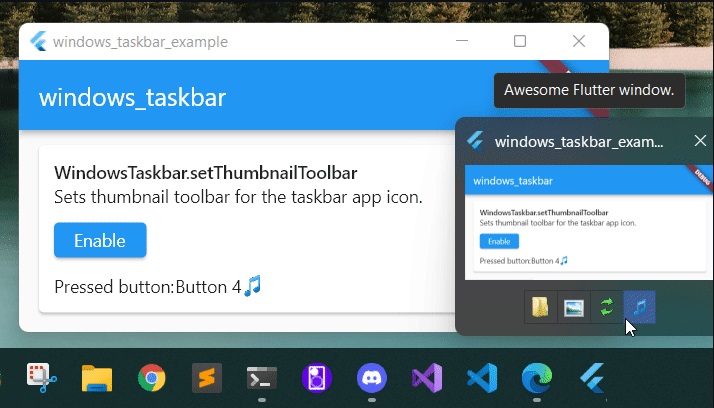 windows_taskbar_example
windows_taskbar
WindowsTaskbar.setThumbnailToolbar
Sets thumbnail toolbar for the taskbar app icon.
Enable
Pressed button:Button 4🎵
Awesome Flutter window.
windows_taskbar_exam...
windows_taskbar
DEBUG
WindowsTaskbar.setThumbnailToolbar
Sets thumbnail toolbar for the taskbar app icon.
Enable
Pressed button:Button 4🎵